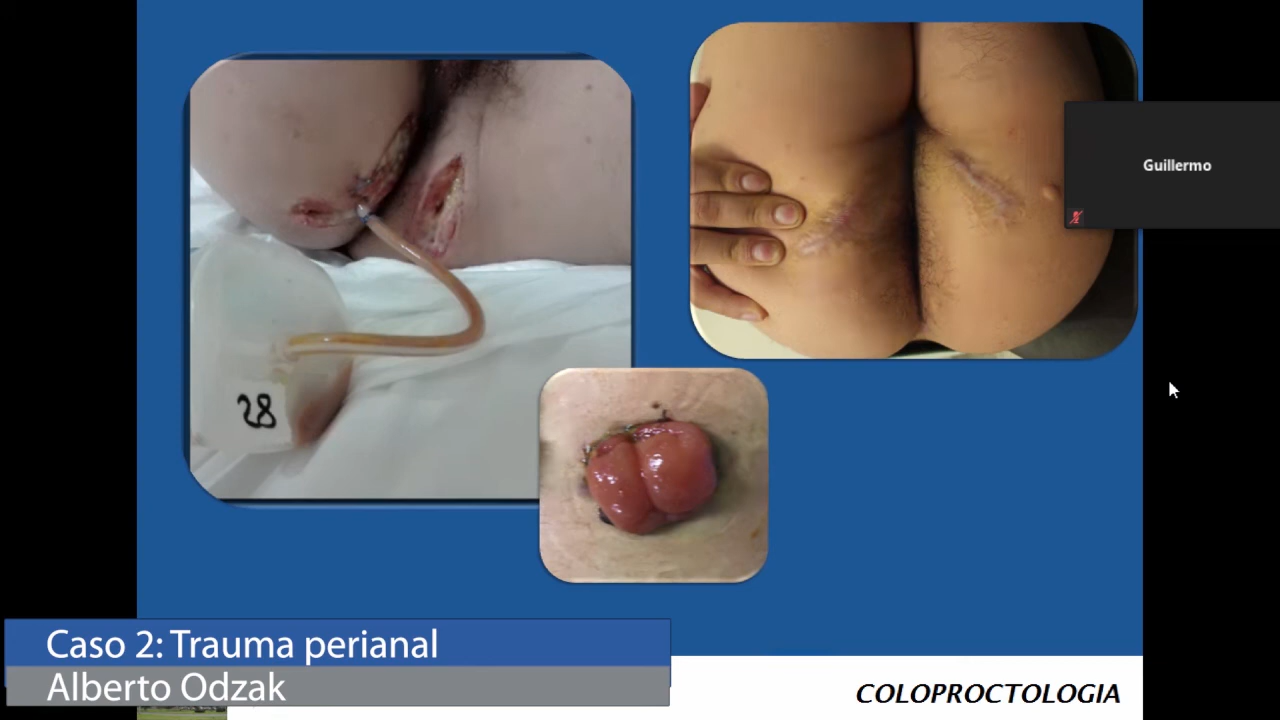 Guillermo
28
Caso 2: Trauma perianal
Alberto Odzak
COLOPROCTOLOGIA